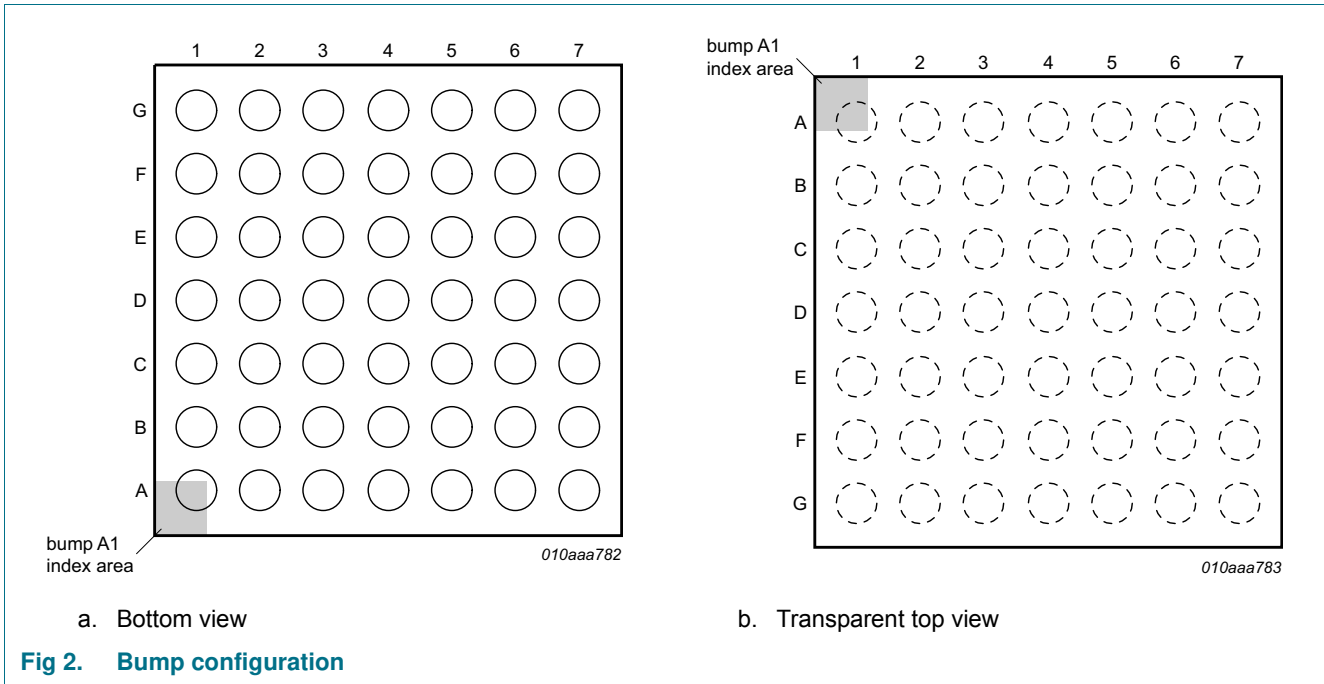 1 2 3 4 5 6 7
G
F
E
D
C
B
A
bump A1
index area
010aaa782
a. Bottom view
bump A1
index area
1 2 3 4 5 6 7
A
B
C
D
E
F
G
010aaa783
b. Transparent top view
Fig 2. Bump configuration